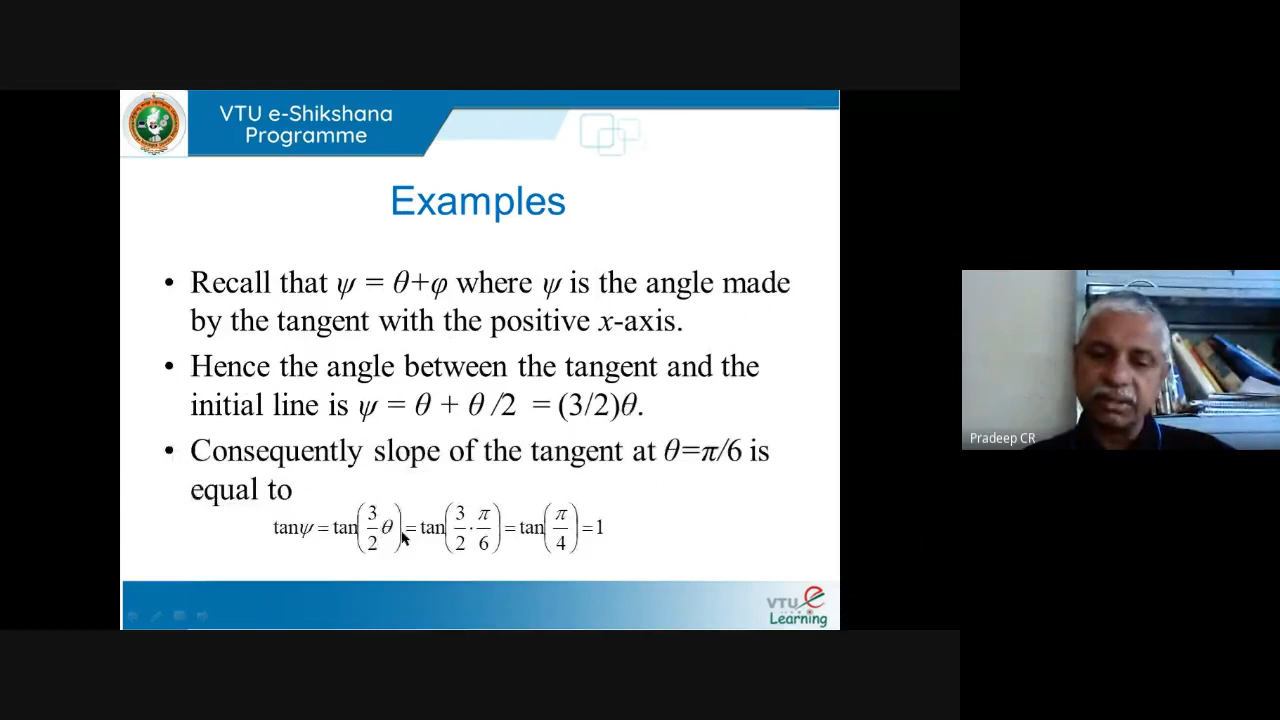 VTU e-Shikshana
Programme
Examples
• Recall that ψ = θ+φ where ψ is the angle made
by the tangent with the positive x-axis.
• Hence the angle between the tangent and the
initial line is ψ = θ + θ /2 = (3/2)θ.
• Consequently slope of the tangent at θ=π/6 is
equal to
tanψ = tan(3/2 θ) = tan(3/2 · π/6) = tan(π/4) = 1
Pradeep CR
VTU e
Learning